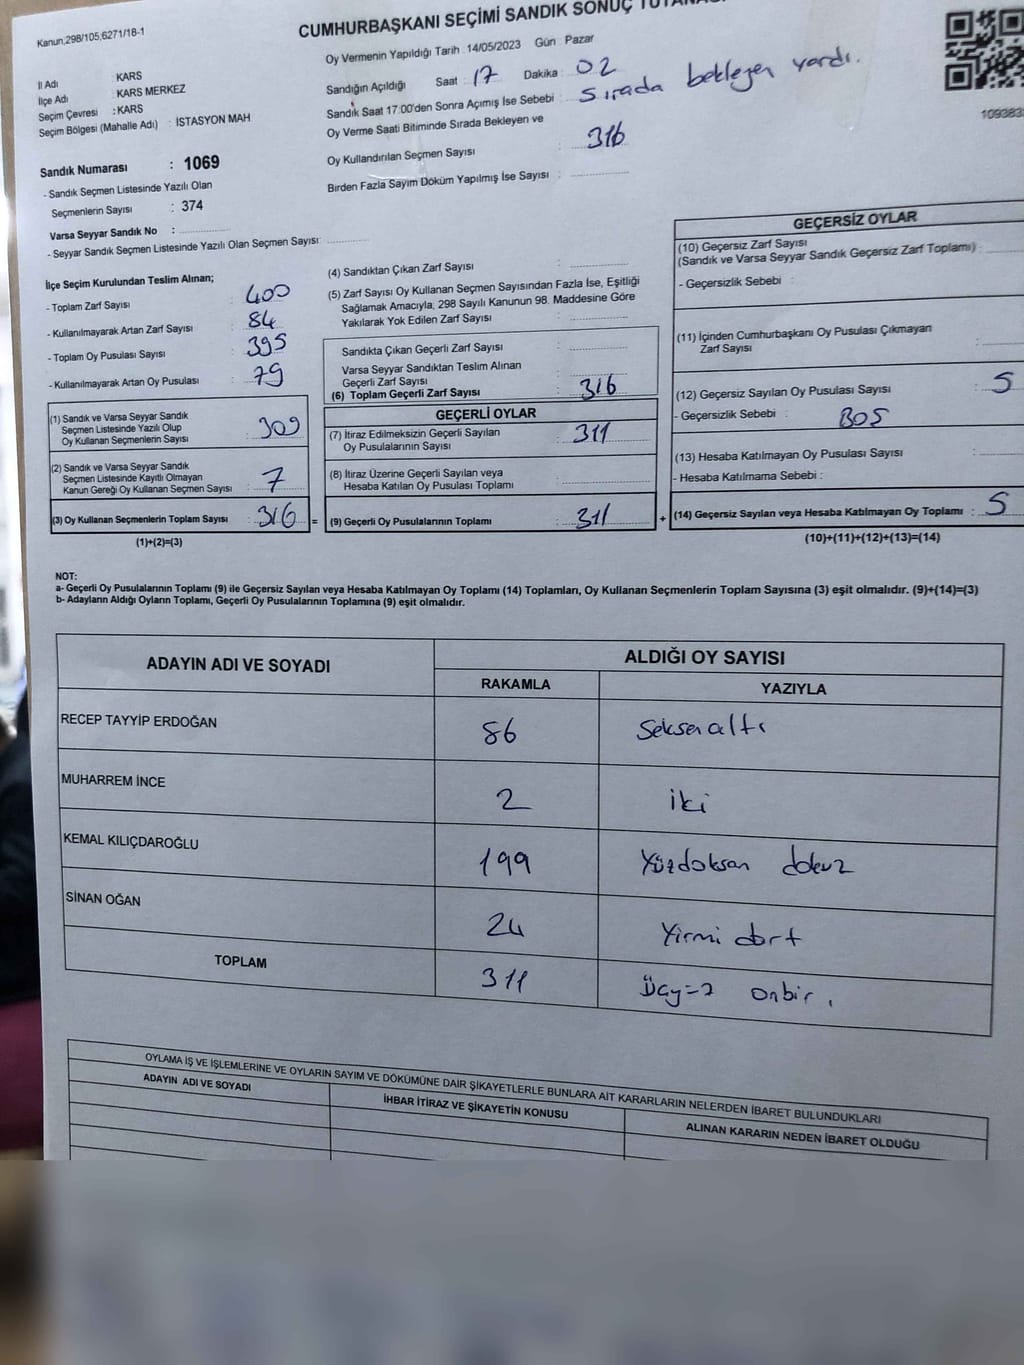 Kanun,298/105,6271/18-1
CUMHURBAŞKANI SEÇİMİ SANDIK SONUÇ
Oy Vermenin Yapıldığı Tarih : 14/05/2023 Gün : Pazar
İl Adı KARS
İlçe Adı : KARS MERKEZ
Seçim Çevresi : KARS
Seçim Bölgesi (Mahalle Adı) : İSTASYON MAH
Sandığın Açıldığı Saat : 17 Dakika : 02
Sandık Saat 17:00'den Sonra Açımış İse Sebebi : Sırada bekleyen vardı.
Oy Verme Saati Bitiminde Sırada Bekleyen ve
Oy Kullandırılan Seçmen Sayısı : 316
Birden Fazla Sayım Döküm Yapılmış İse Sayısı :
109383
Sandık Numarası : 1069
- Sandık Seçmen Listesinde Yazılı Olan
Seçmenlerin Sayısı : 374
Varsa Seyyar Sandık No :
- Seyyar Sandık Seçmen Listesinde Yazılı Olan Seçmen Sayısı:
İlçe Seçim Kurulundan Teslim Alınan;
- Toplam Zarf Sayısı : 400
- Kullanılmayarak Artan Zarf Sayısı : 84
- Toplam Oy Pusulası Sayısı : 395
- Kullanılmayarak Artan Oy Pusulası : 79
(1) Sandık ve Varsa Seyyar Sandık
Seçmen Listesinde Yazılı Olup
Oy Kullanan Seçmenlerin Sayısı : 309
(2) Sandık ve Varsa Seyyar Sandık
Seçmen Listesinde Kayıtlı Olmayan
Kanun Gereği Oy Kullanan Seçmen Sayısı : 7
(3) Oy Kullanan Seçmenlerin Toplam Sayısı : 316 =
(1)+(2)=(3)
(4) Sandıktan Çıkan Zarf Sayısı :
(5) Zarf Sayısı Oy Kullanan Seçmen Sayısından Fazla İse, Eşitliği
Sağlamak Amacıyla; 298 Sayılı Kanunun 98. Maddesine Göre
Yakılarak Yok Edilen Zarf Sayısı :
Sandıkta Çıkan Geçerli Zarf Sayısı :
Varsa Seyyar Sandıktan Teslim Alınan
Geçerli Zarf Sayısı :
(6) Toplam Geçerli Zarf Sayısı : 316
GEÇERLİ OYLAR
(7) İtiraz Edilmeksizin Geçerli Sayılan
Oy Pusulalarının Sayısı : 311
(8) İtiraz Üzerine Geçerli Sayılan veya
Hesaba Katılan Oy Pusulası Toplamı :
(9) Geçerli Oy Pusulalarının Toplamı : 311 +
GEÇERSİZ OYLAR
(10) Geçersiz Zarf Sayısı
(Sandık ve Varsa Seyyar Sandık Geçersiz Zarf Toplamı) :
- Geçersizlik Sebebi :
(11) İçinden Cumhurbaşkanı Oy Pusulası Çıkmayan
Zarf Sayısı :
(12) Geçersiz Sayılan Oy Pusulası Sayısı : 5
- Geçersizlik Sebebi : BOŞ
(13) Hesaba Katılmayan Oy Pusulası Sayısı :
- Hesaba Katılmama Sebebi :
(14) Geçersiz Sayılan veya Hesaba Katılmayan Oy Toplamı : 5
(10)+(11)+(12)+(13)=(14)
NOT:
a- Geçerli Oy Pusulalarının Toplamı (9) ile Geçersiz Sayılan veya Hesaba Katılmayan Oy Toplamı (14) Toplamları, Oy Kullanan Seçmenlerin Toplam Sayısına (3) eşit olmalıdır. (9)+(14)=(3)
b- Adayların Aldığı Oyların Toplamı, Geçerli Oy Pusulalarının Toplamına (9) eşit olmalıdır.
ADAYIN ADI VE SOYADI ALDIĞI OY SAYISI
RAKAMLA YAZIYLA
RECEP TAYYİP ERDOĞAN 86 Seksenaltı
MUHARREM İNCE 2 iki
KEMAL KILIÇDAROĞLU 199 Yüzdoksan dokuz
SİNAN OĞAN 24 Yirmi dört
TOPLAM 311 Üçyüz onbir.
OYLAMA İŞ VE İŞLEMLERİNE VE OYLARIN SAYIM VE DÖKÜMÜNE DAİR ŞİKAYETLERLE BUNLARA AİT KARARLARIN NELERDEN İBARET BULUNDUKLARI
ADAYIN ADI VE SOYADI İHBAR İTİRAZ VE ŞİKAYETİN KONUSU ALINAN KARARIN NEDEN İBARET OLDUĞU